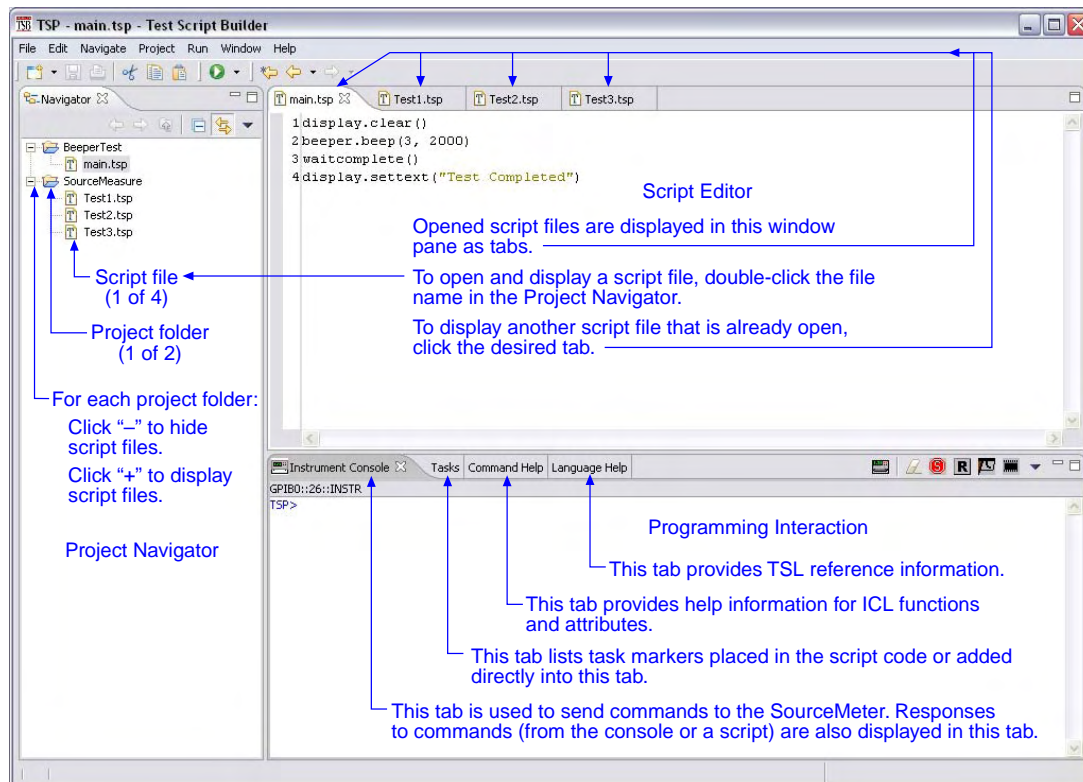 TSP - main.tsp - Test Script Builder
File Edit Navigate Project Run Window Help
Navigator
main.tsp
Test1.tsp
Test2.tsp
Test3.tsp
BeeperTest
main.tsp
SourceMeasure
Test1.tsp
Test2.tsp
Test3.tsp
Script file
(1 of 4)
Project folder
(1 of 2)
For each project folder:
Click “–” to hide
script files.
Click “+” to display
script files.
Project Navigator
1display.clear()
2beeper.beep(3, 2000)
3waitcomplete()
4display.settext("Test Completed")
Script Editor
Opened script files are displayed in this window
pane as tabs.
To open and display a script file, double-click the file
name in the Project Navigator.
To display another script file that is already open,
click the desired tab.
Instrument Console
Tasks
Command Help
Language Help
GPIB0::26::INSTR
TSP>
Programming Interaction
This tab provides TSL reference information.
This tab provides help information for ICL functions
and attributes.
This tab lists task markers placed in the script code or added
directly into this tab.
This tab is used to send commands to the SourceMeter. Responses
to commands (from the console or a script) are also displayed in this tab.